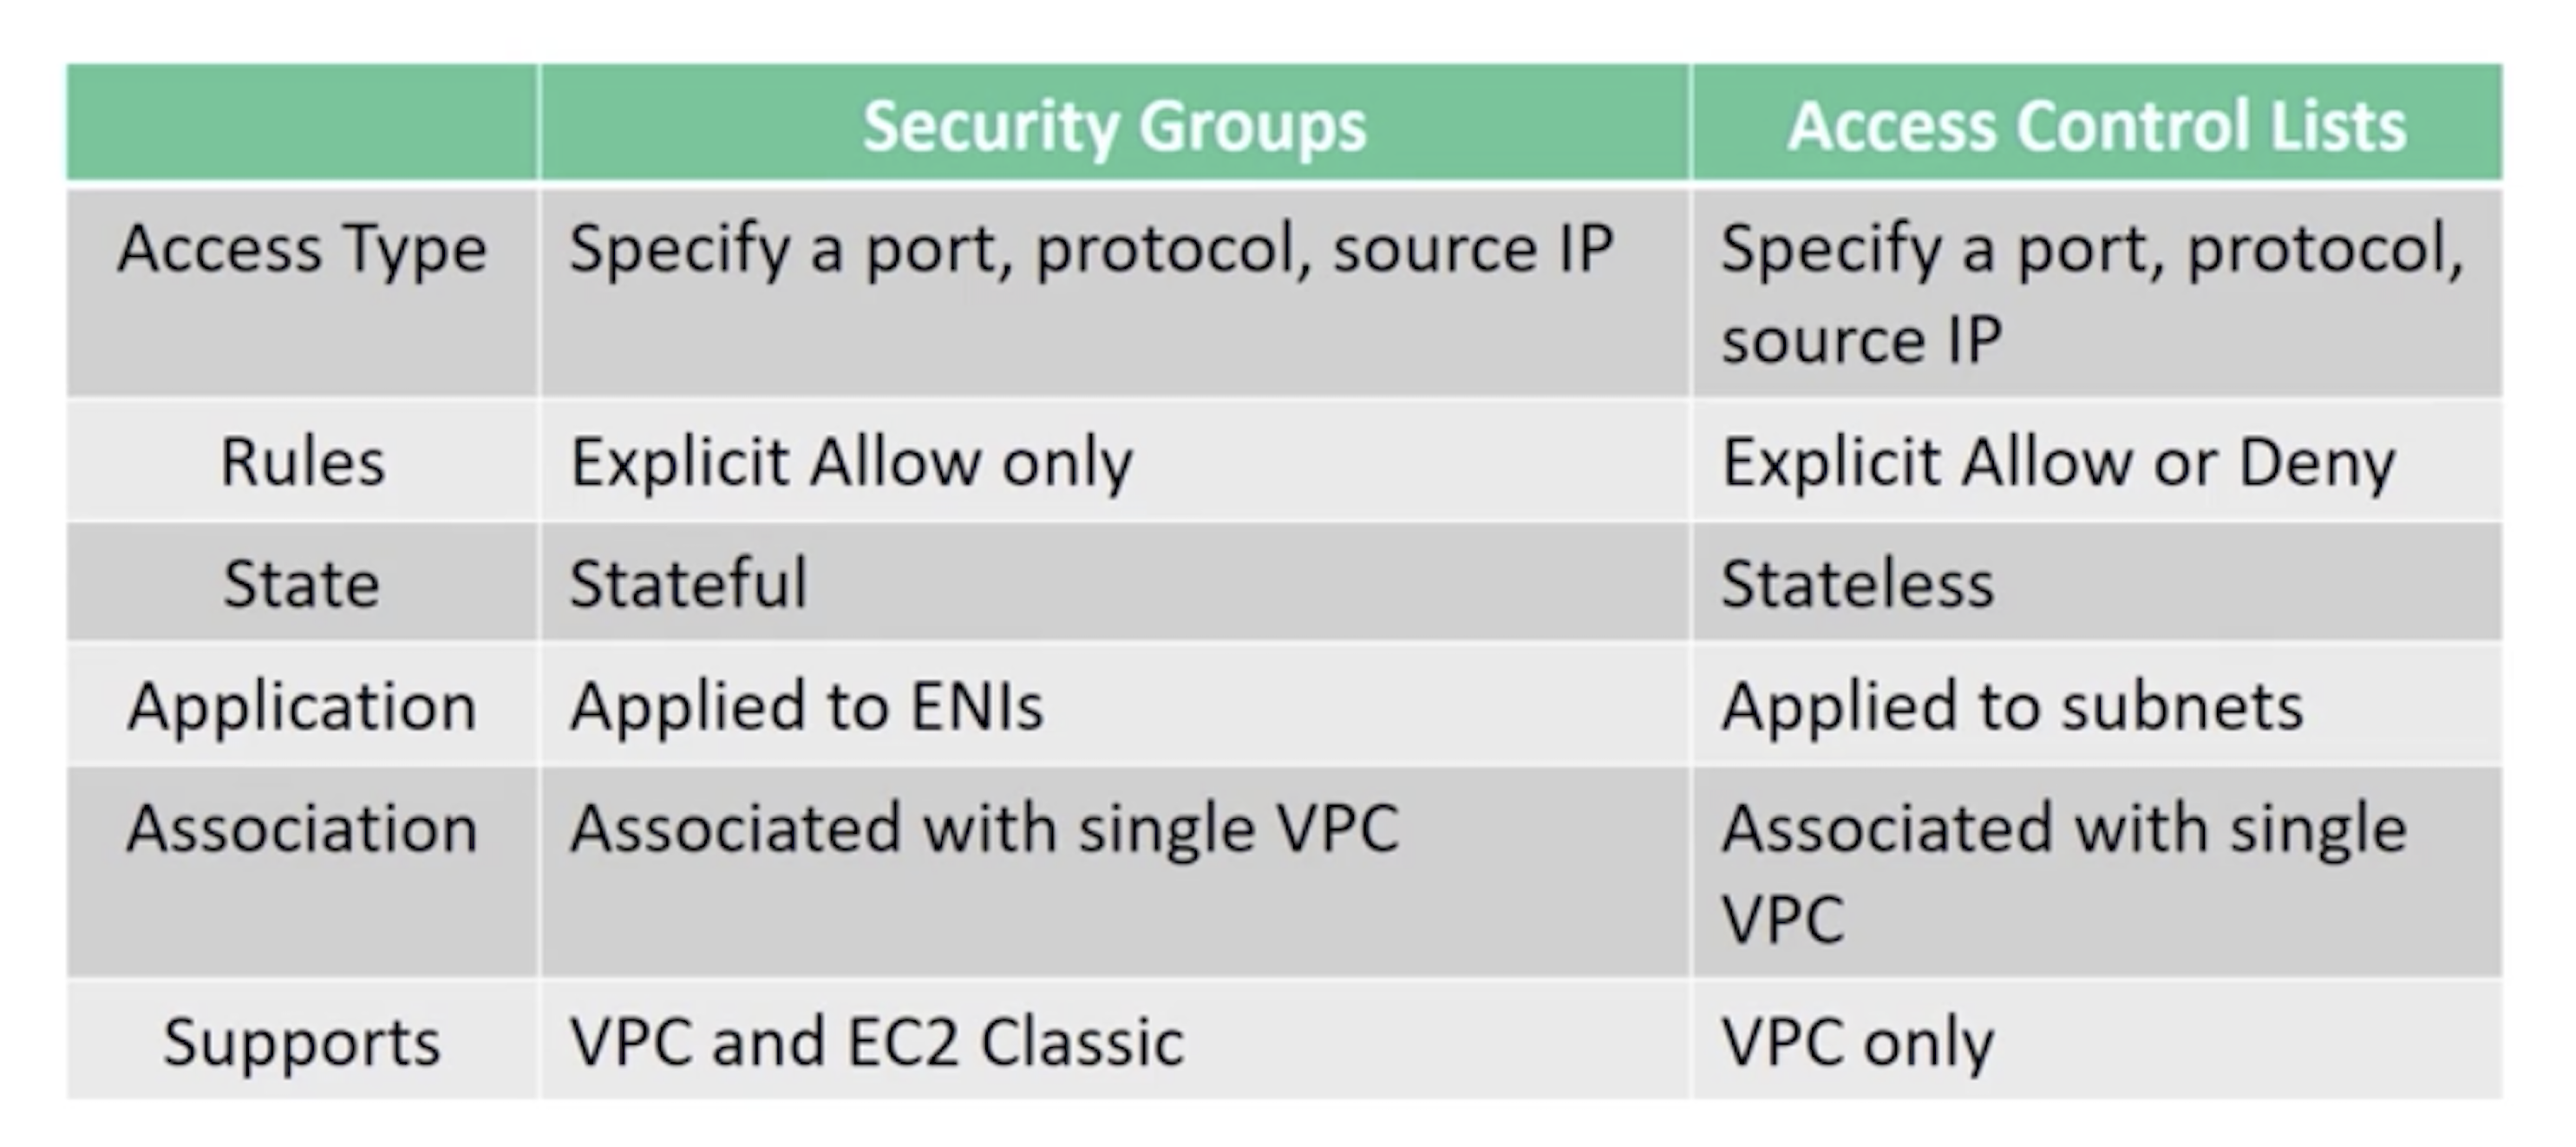 Security Groups Access Control Lists
Access Type Specify a port, protocol, source IP Specify a port, protocol,
source IP
Rules Explicit Allow only Explicit Allow or Deny
State Stateful Stateless
Application Applied to ENIs Applied to subnets
Association Associated with single VPC Associated with single
VPC
Supports VPC and EC2 Classic VPC only